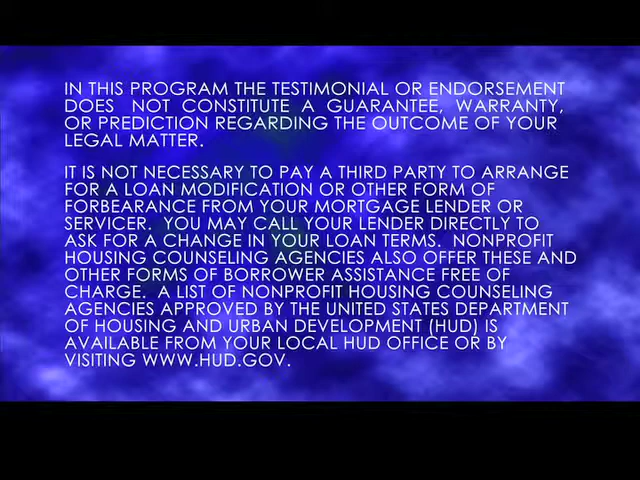 IN THIS PROGRAM THE TESTIMONIAL OR ENDORSEMENT
DOES NOT CONSTITUTE A GUARANTEE, WARRANTY,
OR PREDICTION REGARDING THE OUTCOME OF YOUR
LEGAL MATTER.
IT IS NOT NECESSARY TO PAY A THIRD PARTY TO ARRANGE
FOR A LOAN MODIFICATION OR OTHER FORM OF
FORBEARANCE FROM YOUR MORTGAGE LENDER OR
SERVICER. YOU MAY CALL YOUR LENDER DIRECTLY TO
ASK FOR A CHANGE IN YOUR LOAN TERMS. NONPROFIT
HOUSING COUNSELING AGENCIES ALSO OFFER THESE AND
OTHER FORMS OF BORROWER ASSISTANCE FREE OF
CHARGE. A LIST OF NONPROFIT HOUSING COUNSELING
AGENCIES APPROVED BY THE UNITED STATES DEPARTMENT
OF HOUSING AND URBAN DEVELOPMENT (HUD) IS
AVAILABLE FROM YOUR LOCAL HUD OFFICE OR BY
VISITING WWW.HUD.GOV.